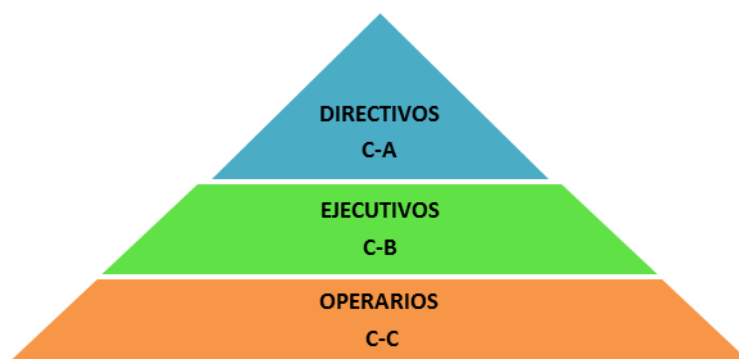 DIRECTIVOS
C-A
EJECUTIVOS
C-B
OPERARIOS
C-C